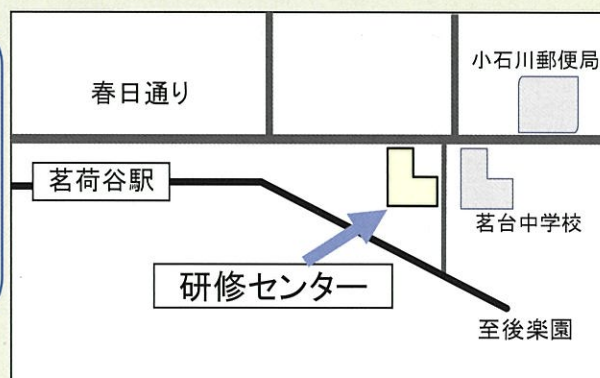 小石川郵便局
春日通り
茗荷谷駅
茗台中学校
研修センター
至後楽園